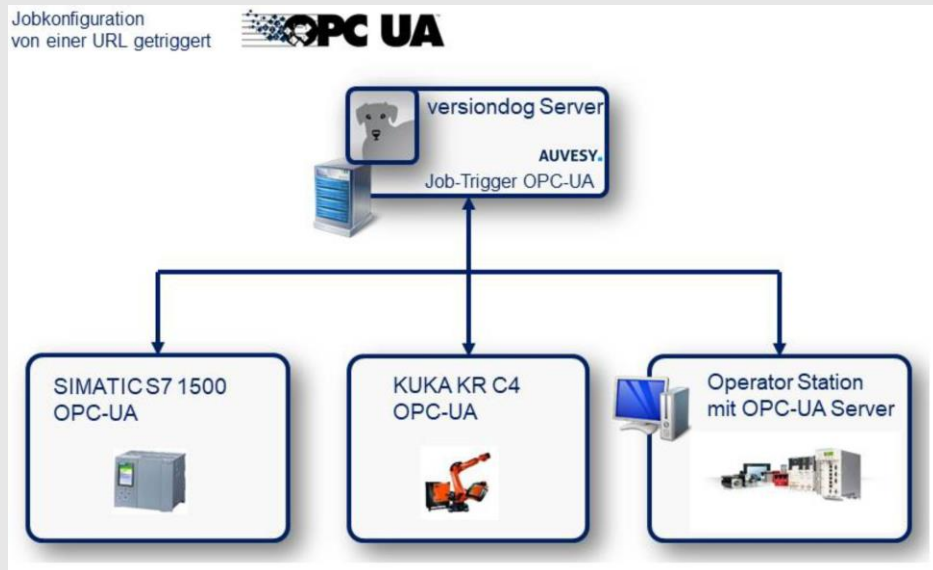 Jobkonfiguration
von einer URL getriggert
OPC UA
versiondog Server
AUVESY.
Job-Trigger OPC-UA
SIMATIC S7 1500
OPC-UA
KUKA KR C4
OPC-UA
Operator Station
mit OPC-UA Server